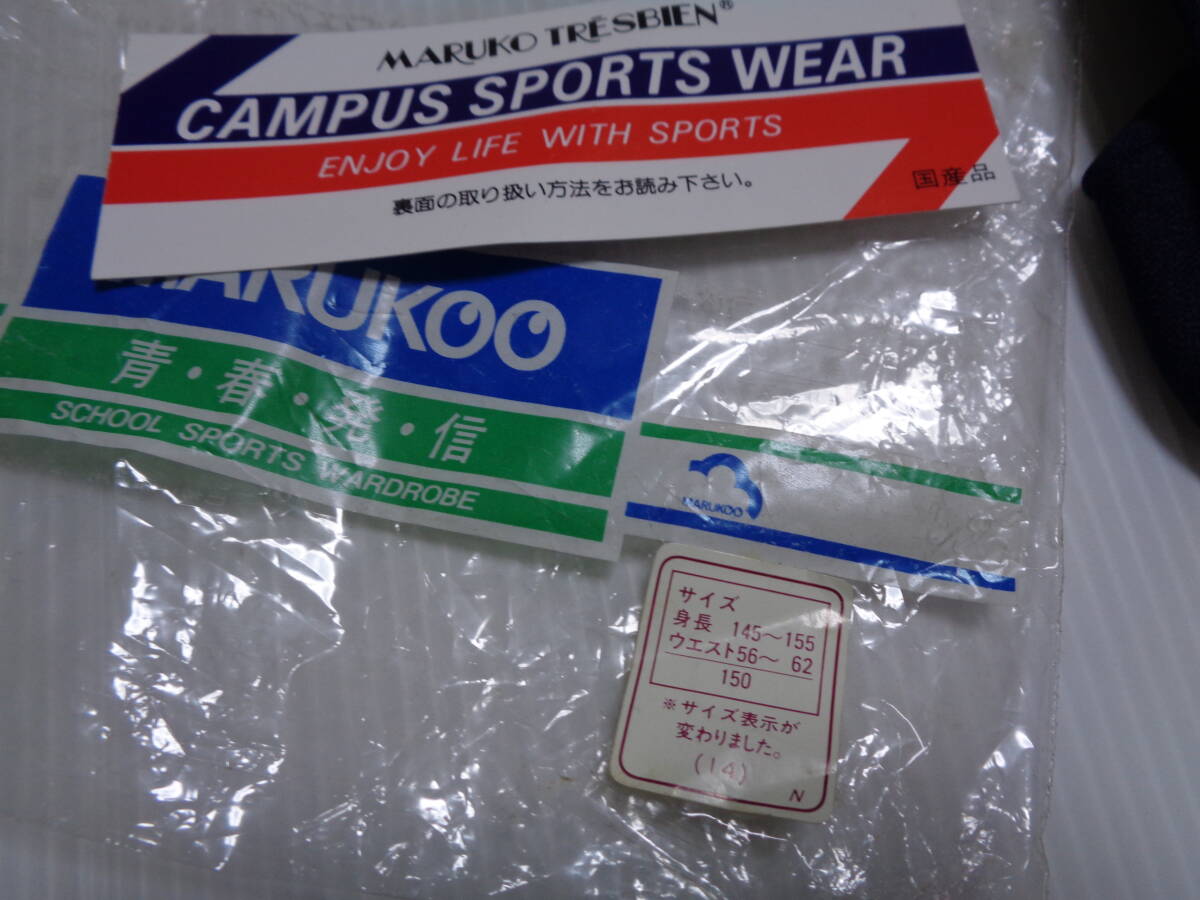 MARUKO TRÊSBIEN®
CAMPUS SPORTS WEAR
ENJOY LIFE WITH SPORTS
裏面の取り扱い方法をお読み下さい。
国産品
MARUKOO
青・春・発・信
SCHOOL SPORTS WARDROBE
MARUKOO
サイズ
身長 145～155
ウエスト56～ 62
150
※サイズ表示が
変わりました。
(14)
N